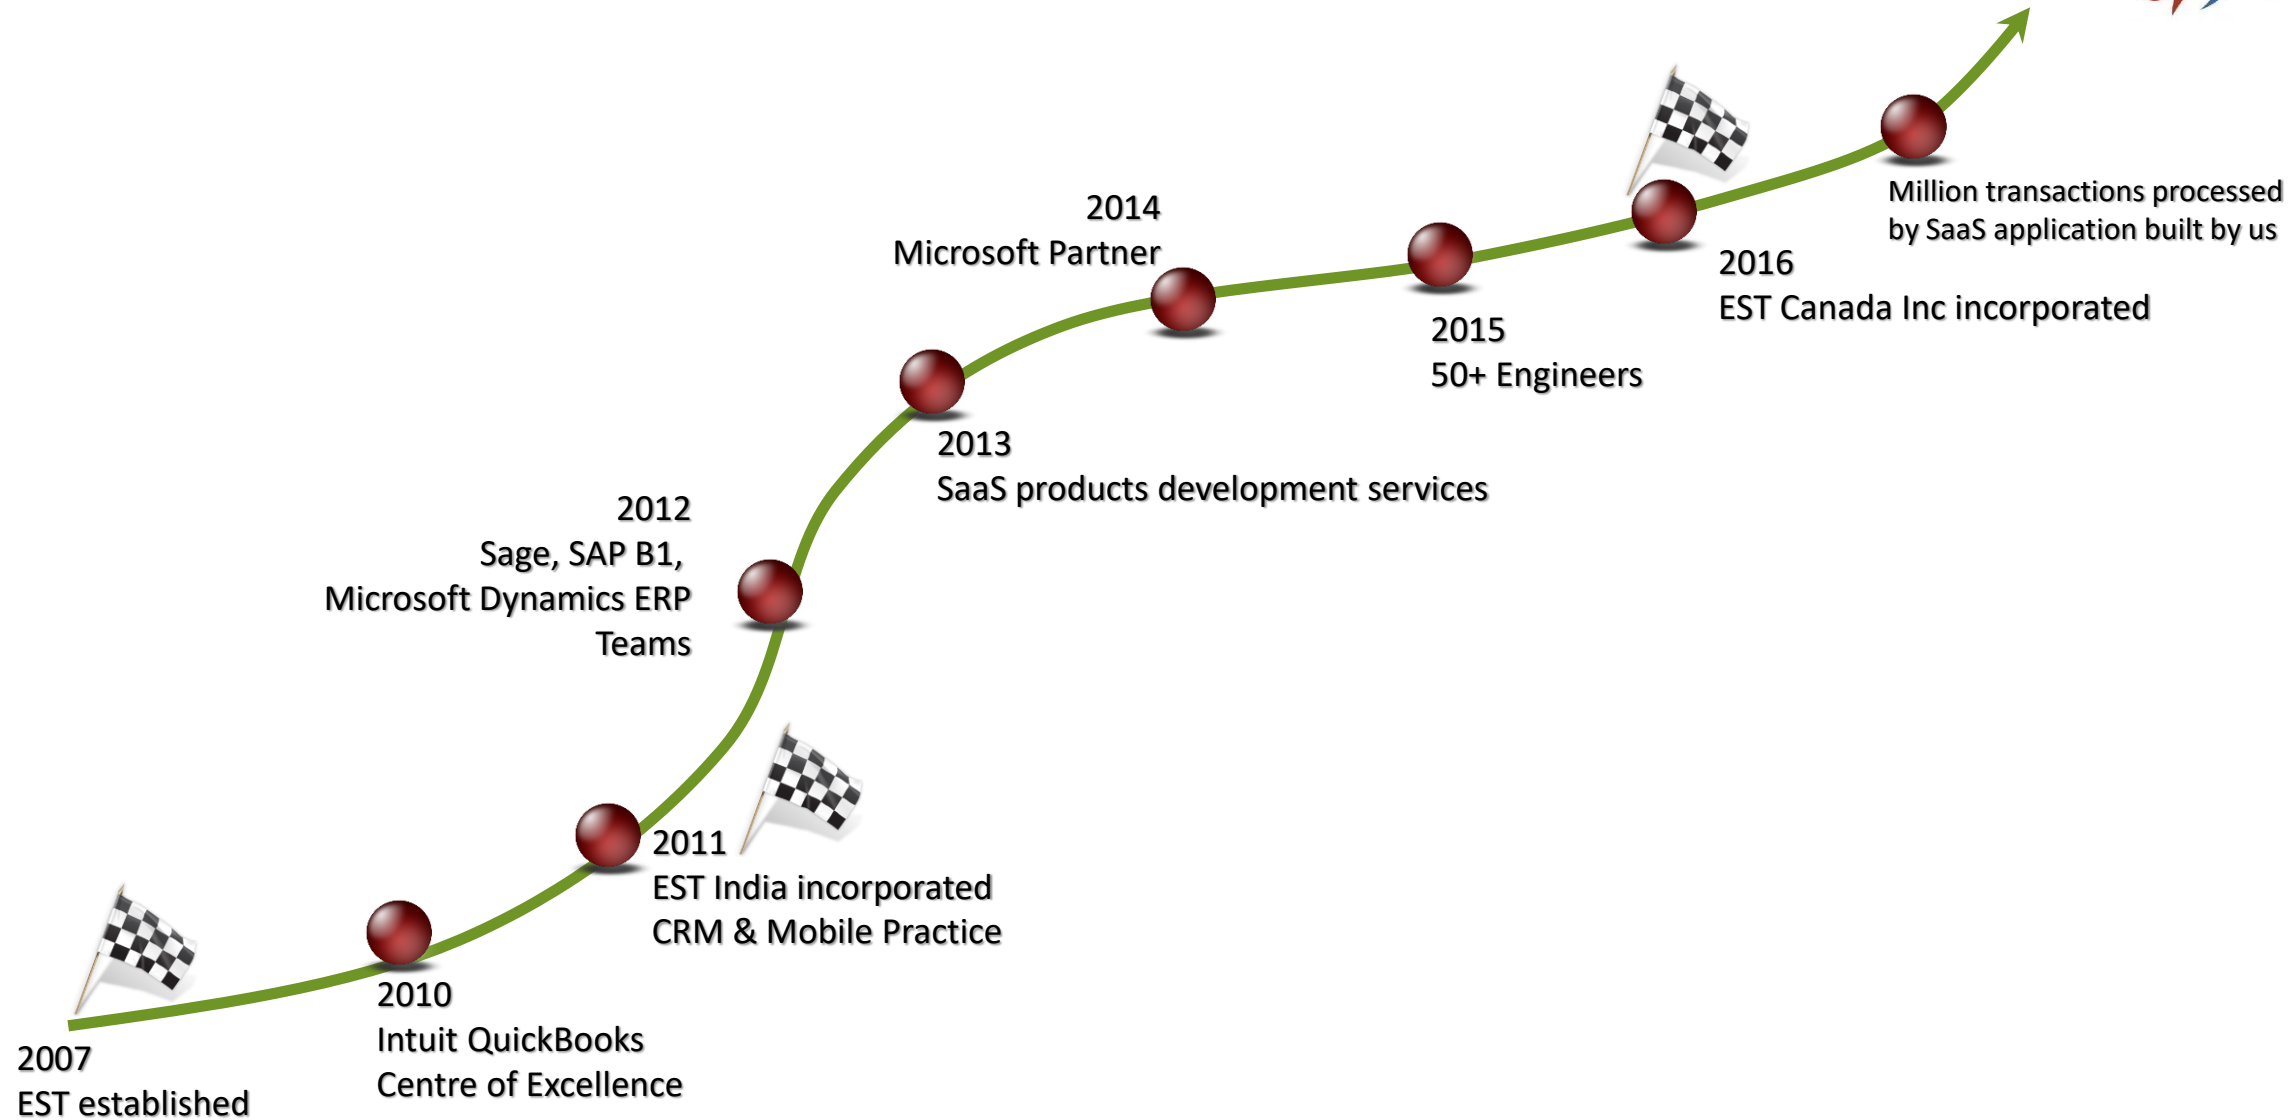 2007
EST established
2010
Intuit QuickBooks
Centre of Excellence
2011
EST India incorporated
CRM & Mobile Practice
2012
Sage, SAP B1,
Microsoft Dynamics ERP
Teams
2013
SaaS products development services
2014
Microsoft Partner
2015
50+ Engineers
2016
EST Canada Inc incorporated
Million transactions processed
by SaaS application built by us